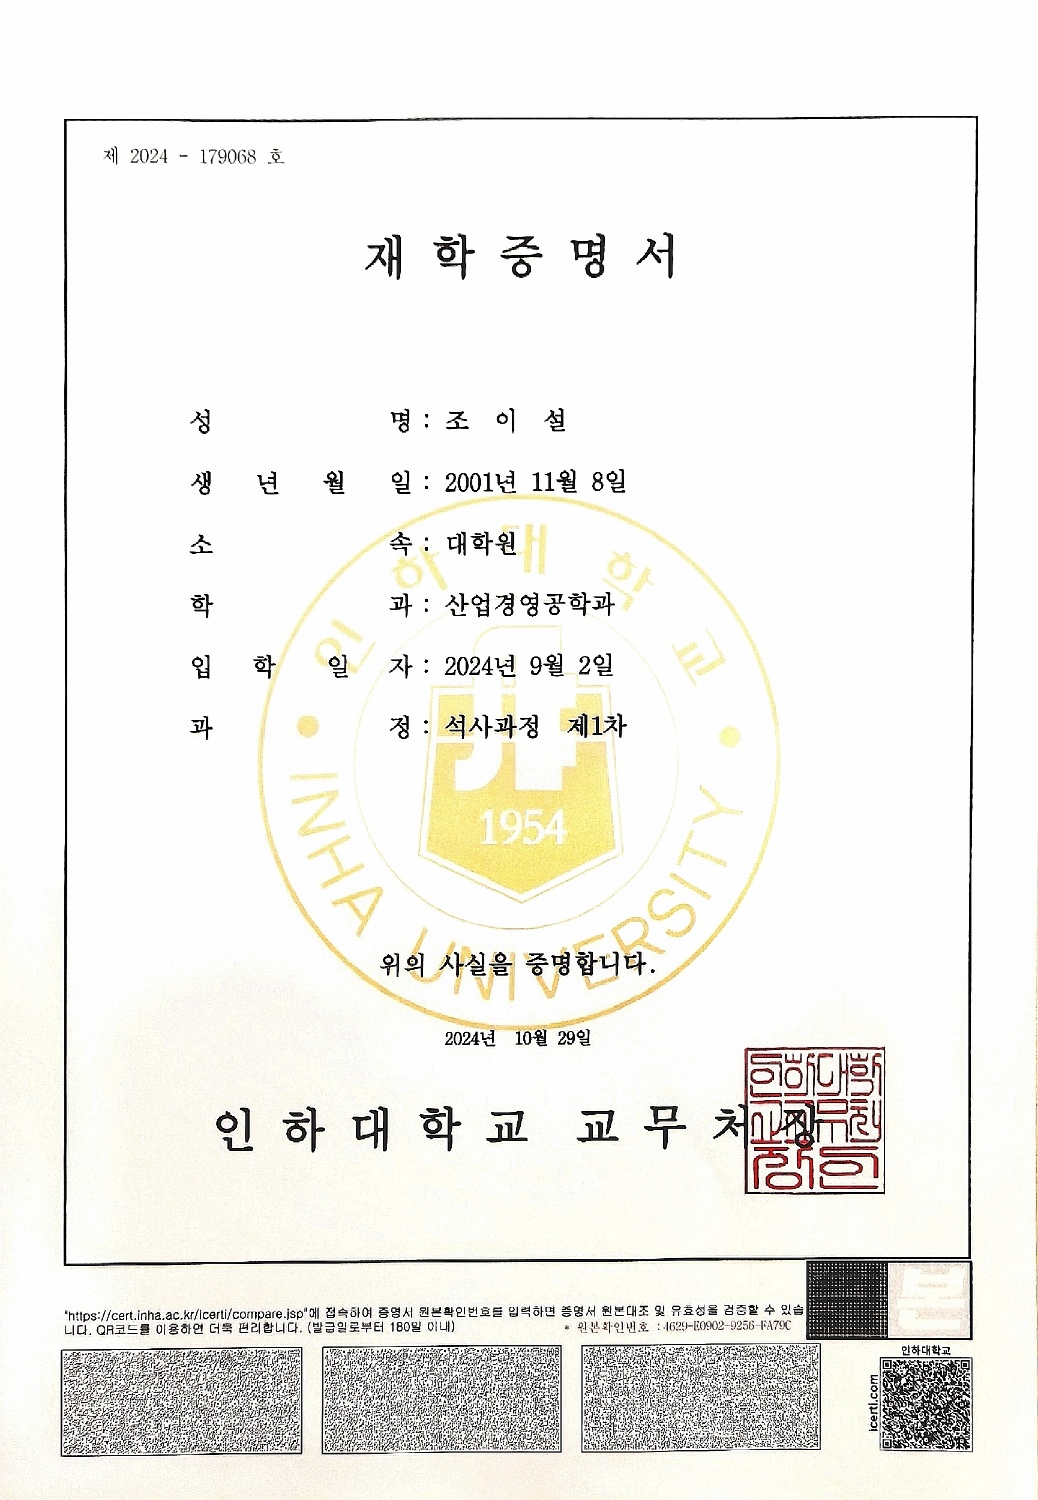 제 2024 - 179068 호
재 학 증 명 서
성 명 : 조 이 설
생 년 월 일 : 2001년 11월 8일
소 속 : 대학원
학 과 : 산업경영공학과
입 학 일 자 : 2024년 9월 2일
과 정 : 석사과정 제1차
인하대학교
1954
INHA UNIVERSITY
위의 사실을 증명합니다.
2024년 10월 29일
인 하 대 학 교 교 무 처 장
"https://cert.inha.ac.kr/icerti/compare.jsp"에 접속하여 증명서 원본확인번호를 입력하면 증명서 원본대조 및 유효성을 검증할 수 있습
니다. QR코드를 이용하면 더욱 편리합니다. (발급일로부터 180일 이내) * 원본확인번호 :4629-E0902-9256-FA79C
본
인하대학교
icerti.com